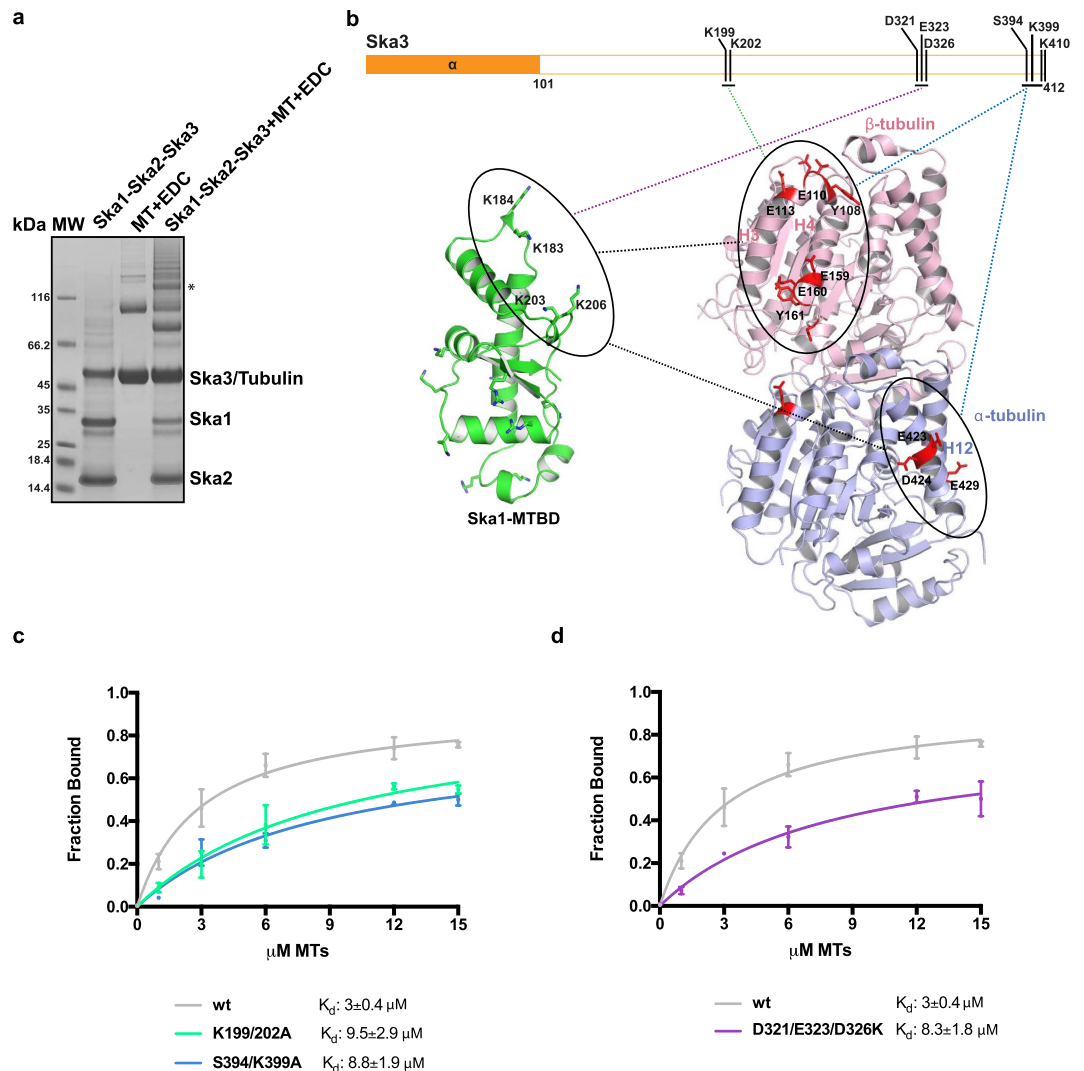 a
kDa
MW
Ska1-Ska2-Ska3
MT+EDC
Ska1-Ska2-Ska3+MT+EDC
116
66.2
45
35
25
18.4
14.4
*
Ska3/Tubulin
Ska1
Ska2
b
Ska3
α
101
K199
K202
D321
E323
D326
S394
K399
K410
412
β-tubulin
K184
K183
K203
K206
Ska1-MTBD
E113
E110
Y108
H3
H4
E159
E160
Y161
α-tubulin
E423
H12
D424
E429
c
Fraction Bound
1.0
0.8
0.6
0.4
0.2
0.0
0
3
6
9
12
15
μM MTs
wt Kd: 3±0.4 μM
K199/202A Kd: 9.5±2.9 μM
S394/K399A Kd: 8.8±1.9 μM
d
Fraction Bound
1.0
0.8
0.6
0.4
0.2
0.0
0
3
6
9
12
15
μM MTs
wt Kd: 3±0.4 μM
D321/E323/D326K Kd: 8.3±1.8 μM